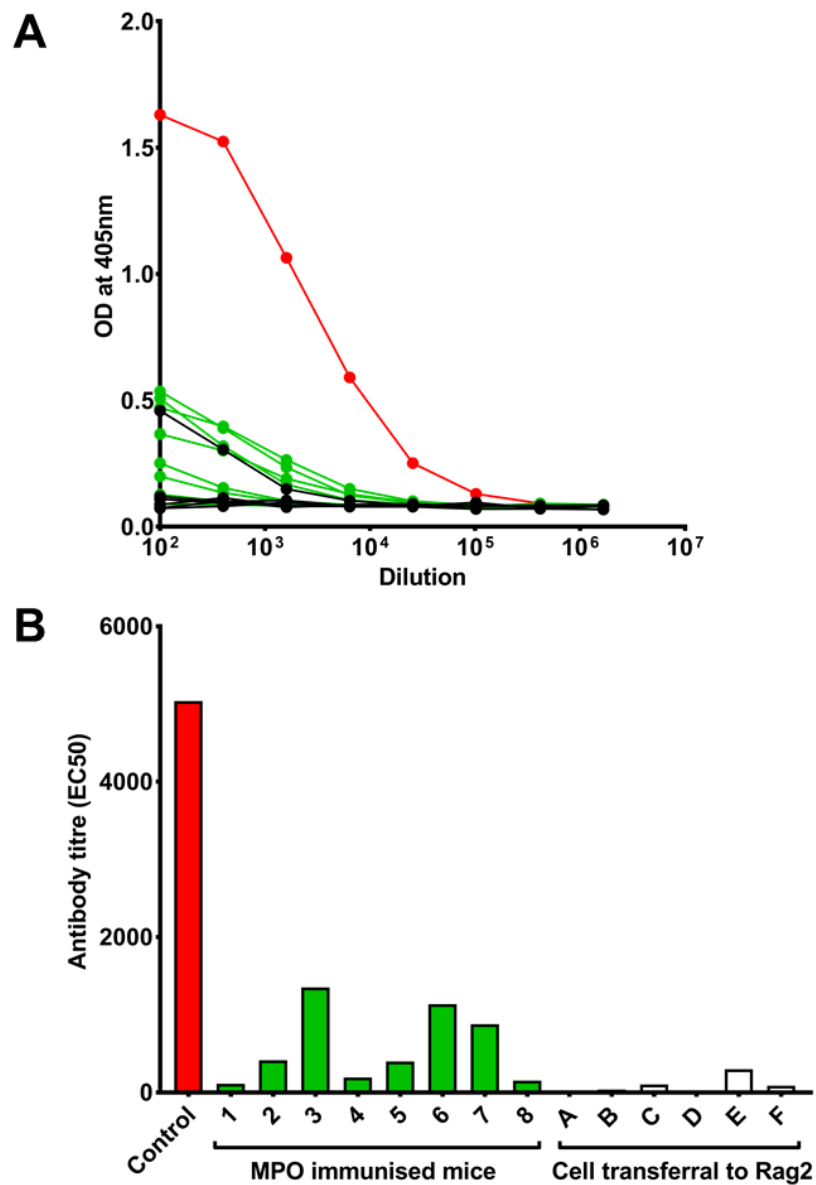 A
2.0
1.5
1.0
0.5
0.0
OD at 405nm
10² 10³ 10⁴ 10⁵ 10⁶ 10⁷
Dilution
B
6000
4000
2000
0
Antibody titre (EC50)
Control 1 2 3 4 5 6 7 8 A B C D E F
MPO immunised mice Cell transferral to Rag2